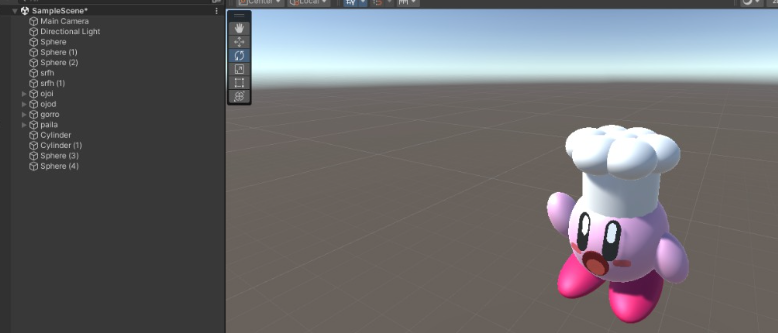 Center Local
SampleScene*
Main Camera
Directional Light
Sphere
Sphere (1)
Sphere (2)
srfh
srfh (1)
ojoi
ojod
gorro
paila
Cylinder
Cylinder (1)
Sphere (3)
Sphere (4)